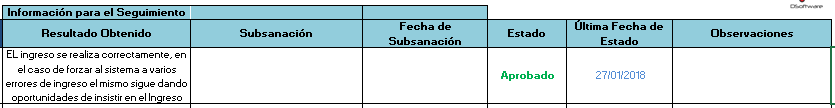 DSoftware
Información para el Seguimiento
Resultado Obtenido
Subsanación
Fecha de
Subsanación
Estado
Última Fecha de
Estado
Observaciones
EL ingreso se realiza correctamente, en
el caso de forzar al sistema a varios
errores de ingreso el mismo sigue dando
oportunidades de insistir en el Ingreso
Aprobado
27/01/2018